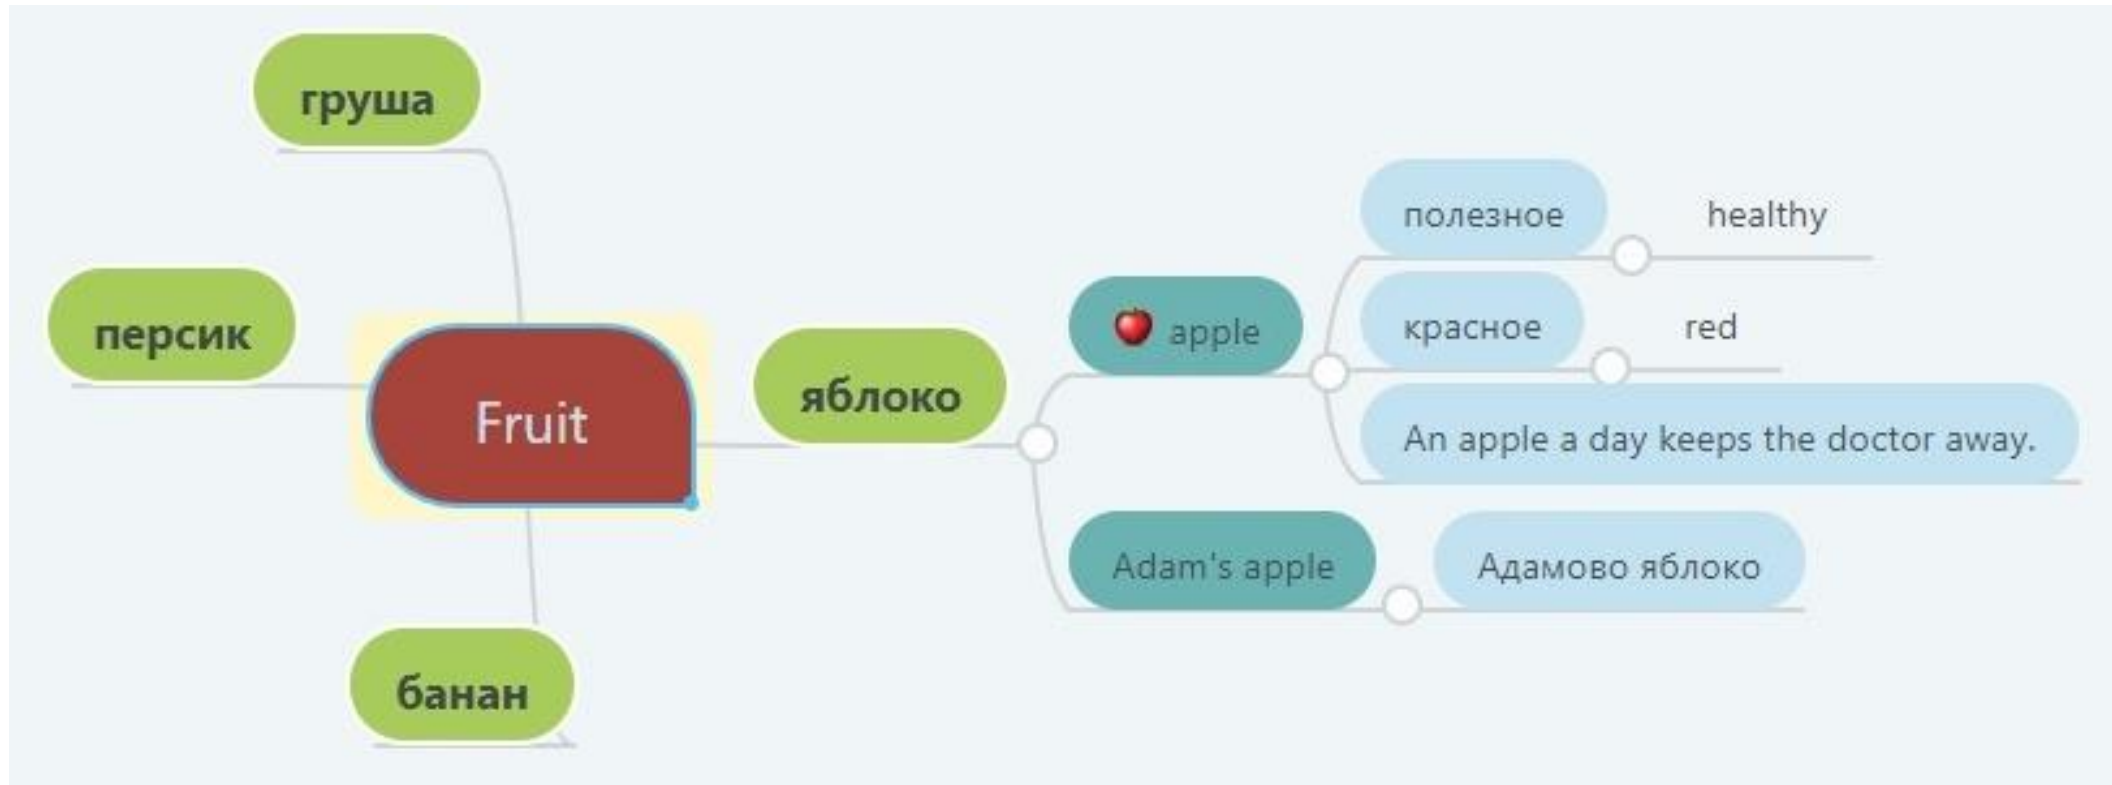 груша
персик
Fruit
банан
яблоко
apple
полезное
healthy
красное
red
An apple a day keeps the doctor away.
Adam's apple
Адамово яблоко